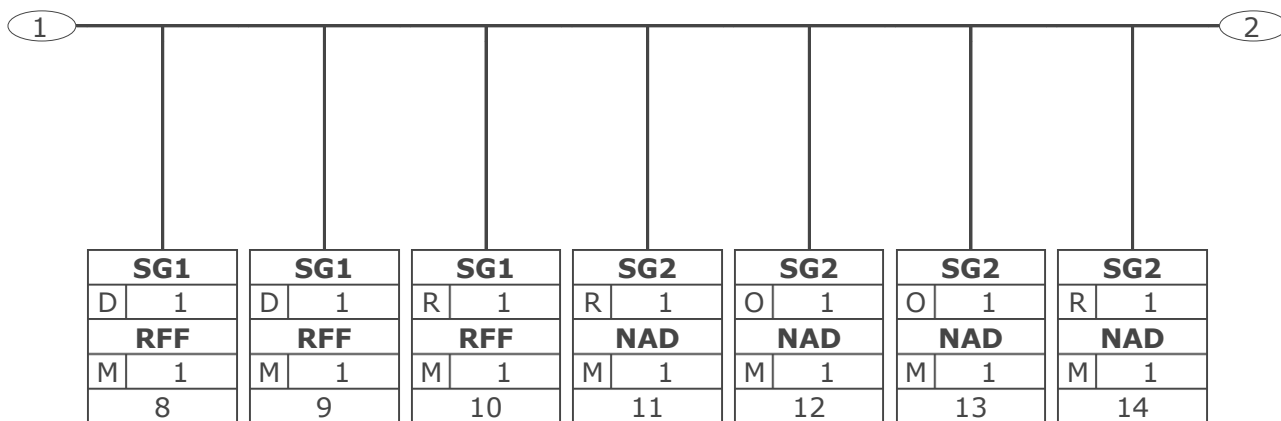 1 2
SG1 SG1 SG1 SG2 SG2 SG2 SG2
D 1 D 1 R 1 R 1 O 1 O 1 R 1
RFF RFF RFF NAD NAD NAD NAD
M 1 M 1 M 1 M 1 M 1 M 1 M 1
8 9 10 11 12 13 14